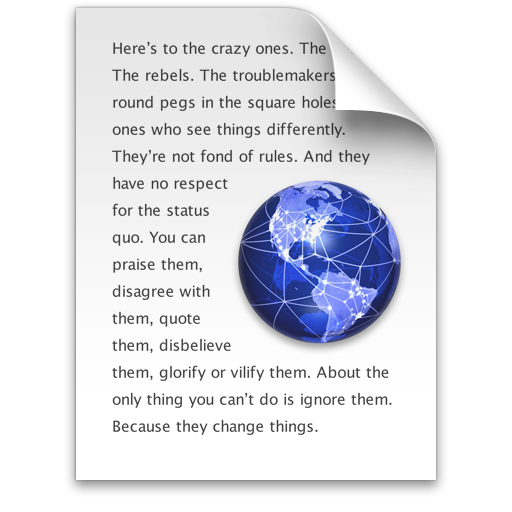 Here’s to the crazy ones. The
The rebels. The troublemakers
round pegs in the square holes
ones who see things differently.
They’re not fond of rules. And they
have no respect
for the status
quo. You can
praise them,
disagree with
them, quote
them, disbelieve
them, glorify or vilify them. About the
only thing you can’t do is ignore them.
Because they change things.